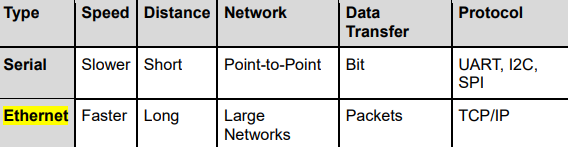 Type Speed Distance Network Data Transfer Protocol
Serial Slower Short Point-to-Point Bit UART, I2C, SPI
Ethernet Faster Long Large Networks Packets TCP/IP